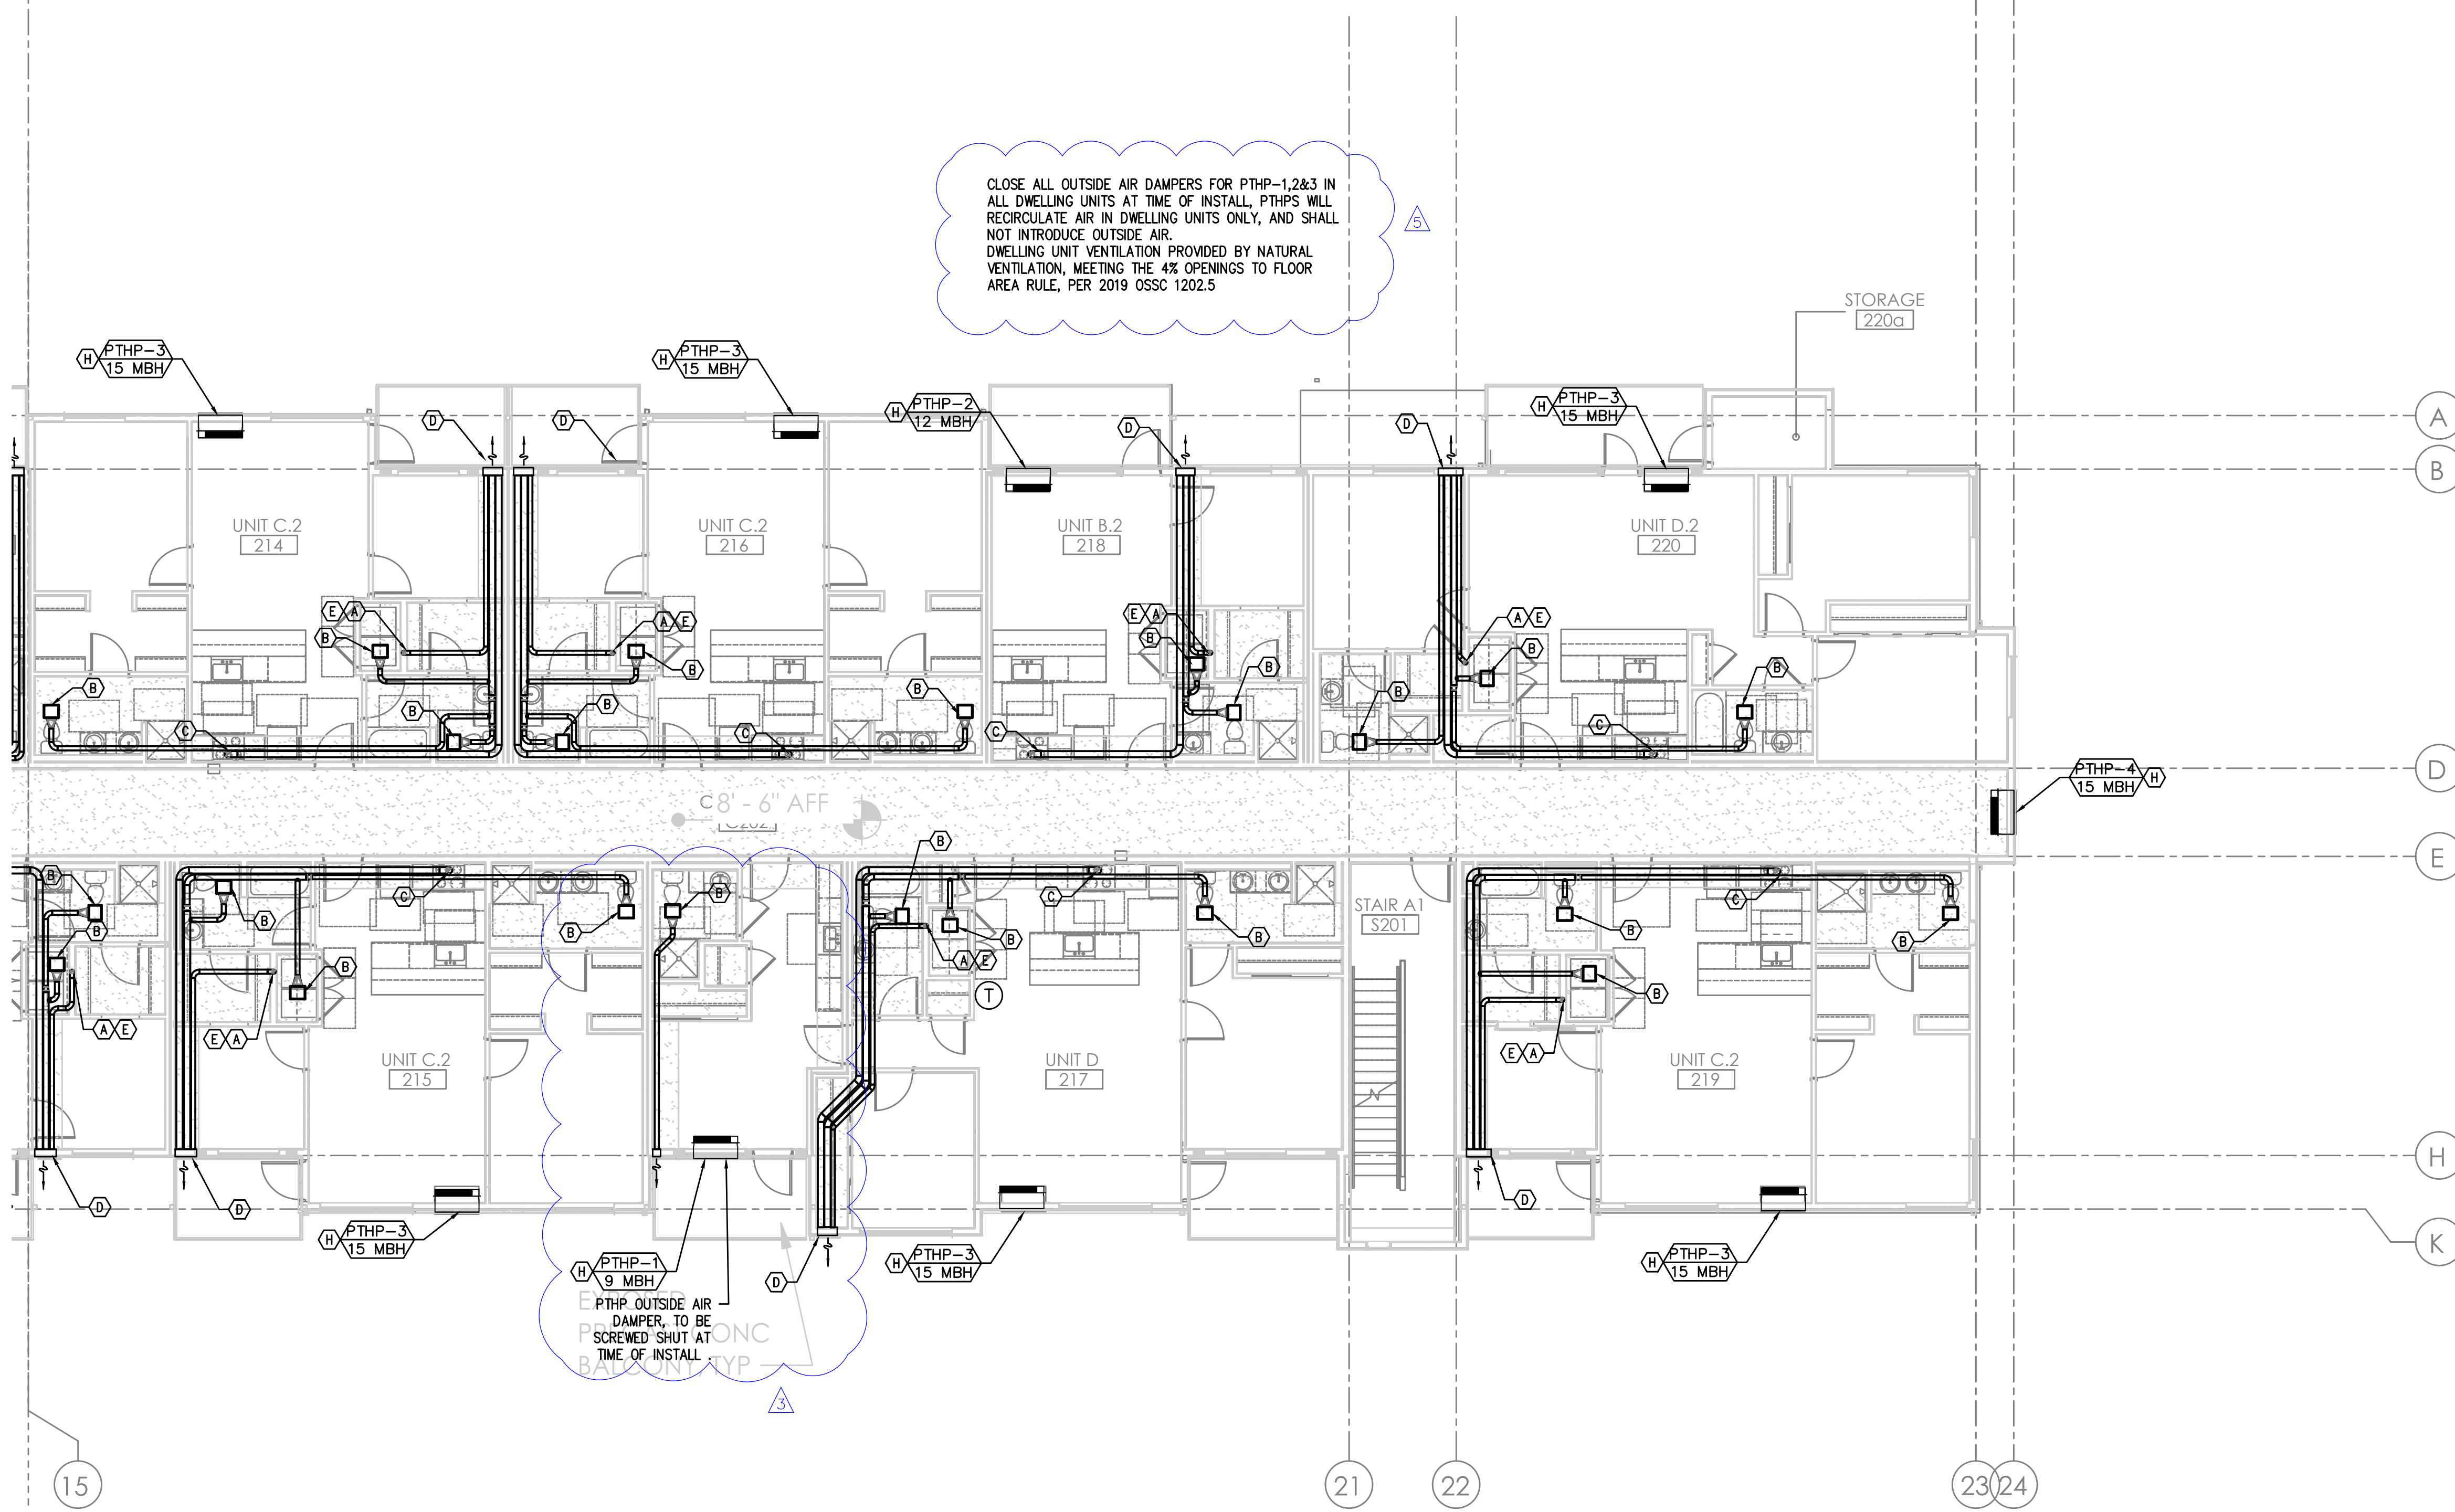 CLOSE ALL OUTSIDE AIR DAMPERS FOR PTHP-1,2&3 IN
ALL DWELLING UNITS AT TIME OF INSTALL, PTHPS WILL
RECIRCULATE AIR IN DWELLING UNITS ONLY, AND SHALL
NOT INTRODUCE OUTSIDE AIR.
DWELLING UNIT VENTILATION PROVIDED BY NATURAL
VENTILATION, MEETING THE 4% OPENINGS TO FLOOR
AREA RULE, PER 2019 OSSC 1202.5
5
STORAGE
220a
H PTHP-3
15 MBH
H PTHP-3
15 MBH
H PTHP-2
12 MBH
H PTHP-3
15 MBH
D
D
D
D
A
B
UNIT C.2
214
UNIT C.2
216
UNIT B.2
218
UNIT D.2
220
E A
A E
E A
A E
B
B
B
B
B
B
B
B
B
B
B
C
C
C
C
D
PTHP-4 H
15 MBH
C 8' - 6" AFF
E
B
B
B
B
B
C
B
B
C
B
B
B
C
B
B
B
STAIR A1
S201
A E
T
A E
E A
E A
UNIT C.2
215
UNIT D
217
UNIT C.2
219
H
D
D
D
D
K
H PTHP-3
15 MBH
H PTHP-1
9 MBH
H PTHP-3
15 MBH
H PTHP-3
15 MBH
PTHP OUTSIDE AIR
DAMPER, TO BE
SCREWED SHUT AT
TIME OF INSTALL.
EXPOSED
CONC
BALCONY, TYP
3
15
21
22
23
24